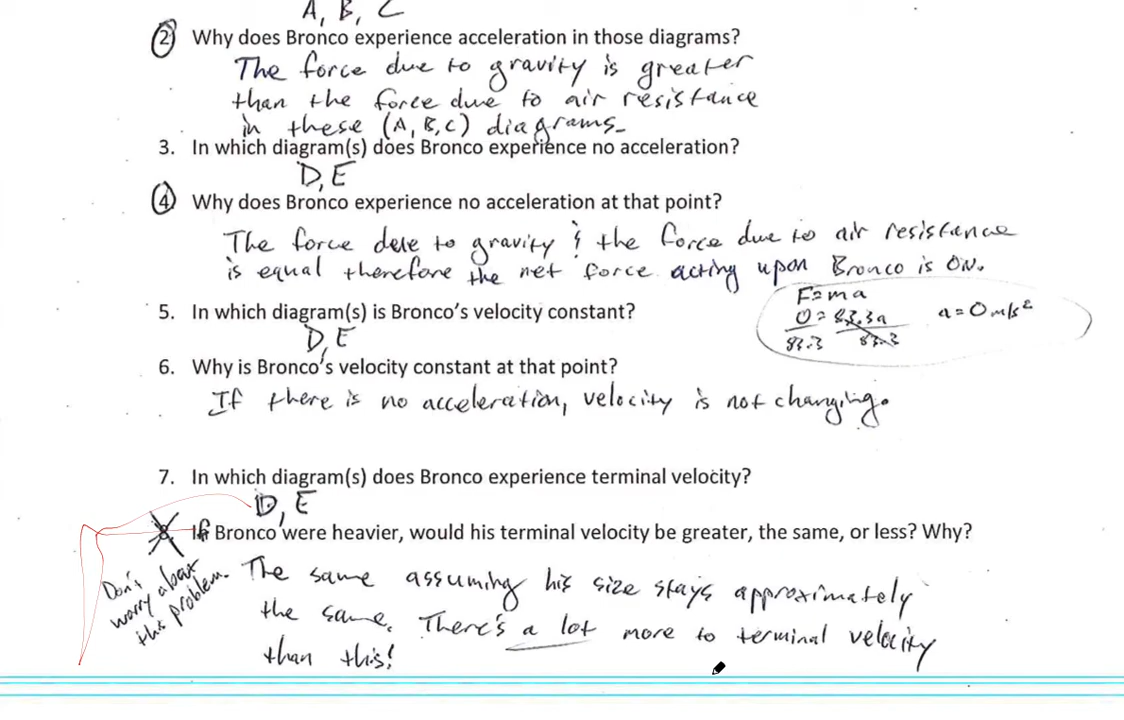 A, B, C
2. Why does Bronco experience acceleration in those diagrams?
The force due to gravity is greater
than the force due to air resistance
in these (A, B, C) diagrams.
3. In which diagram(s) does Bronco experience no acceleration?
D, E
4. Why does Bronco experience no acceleration at that point?
The force due to gravity & the force due to air resistance
is equal therefore the net force acting upon Bronco is 0N.
F=ma
0 = 83.3a a = 0 m/s²
83.3 83.3
5. In which diagram(s) is Bronco's velocity constant?
D, E
6. Why is Bronco's velocity constant at that point?
If there is no acceleration, velocity is not changing.
7. In which diagram(s) does Bronco experience terminal velocity?
D, E
8. If Bronco were heavier, would his terminal velocity be greater, the same, or less? Why?
Don't
worry about
this problem.
The same assuming his size stays approximately
the same. There's a lot more to terminal velocity
than this!